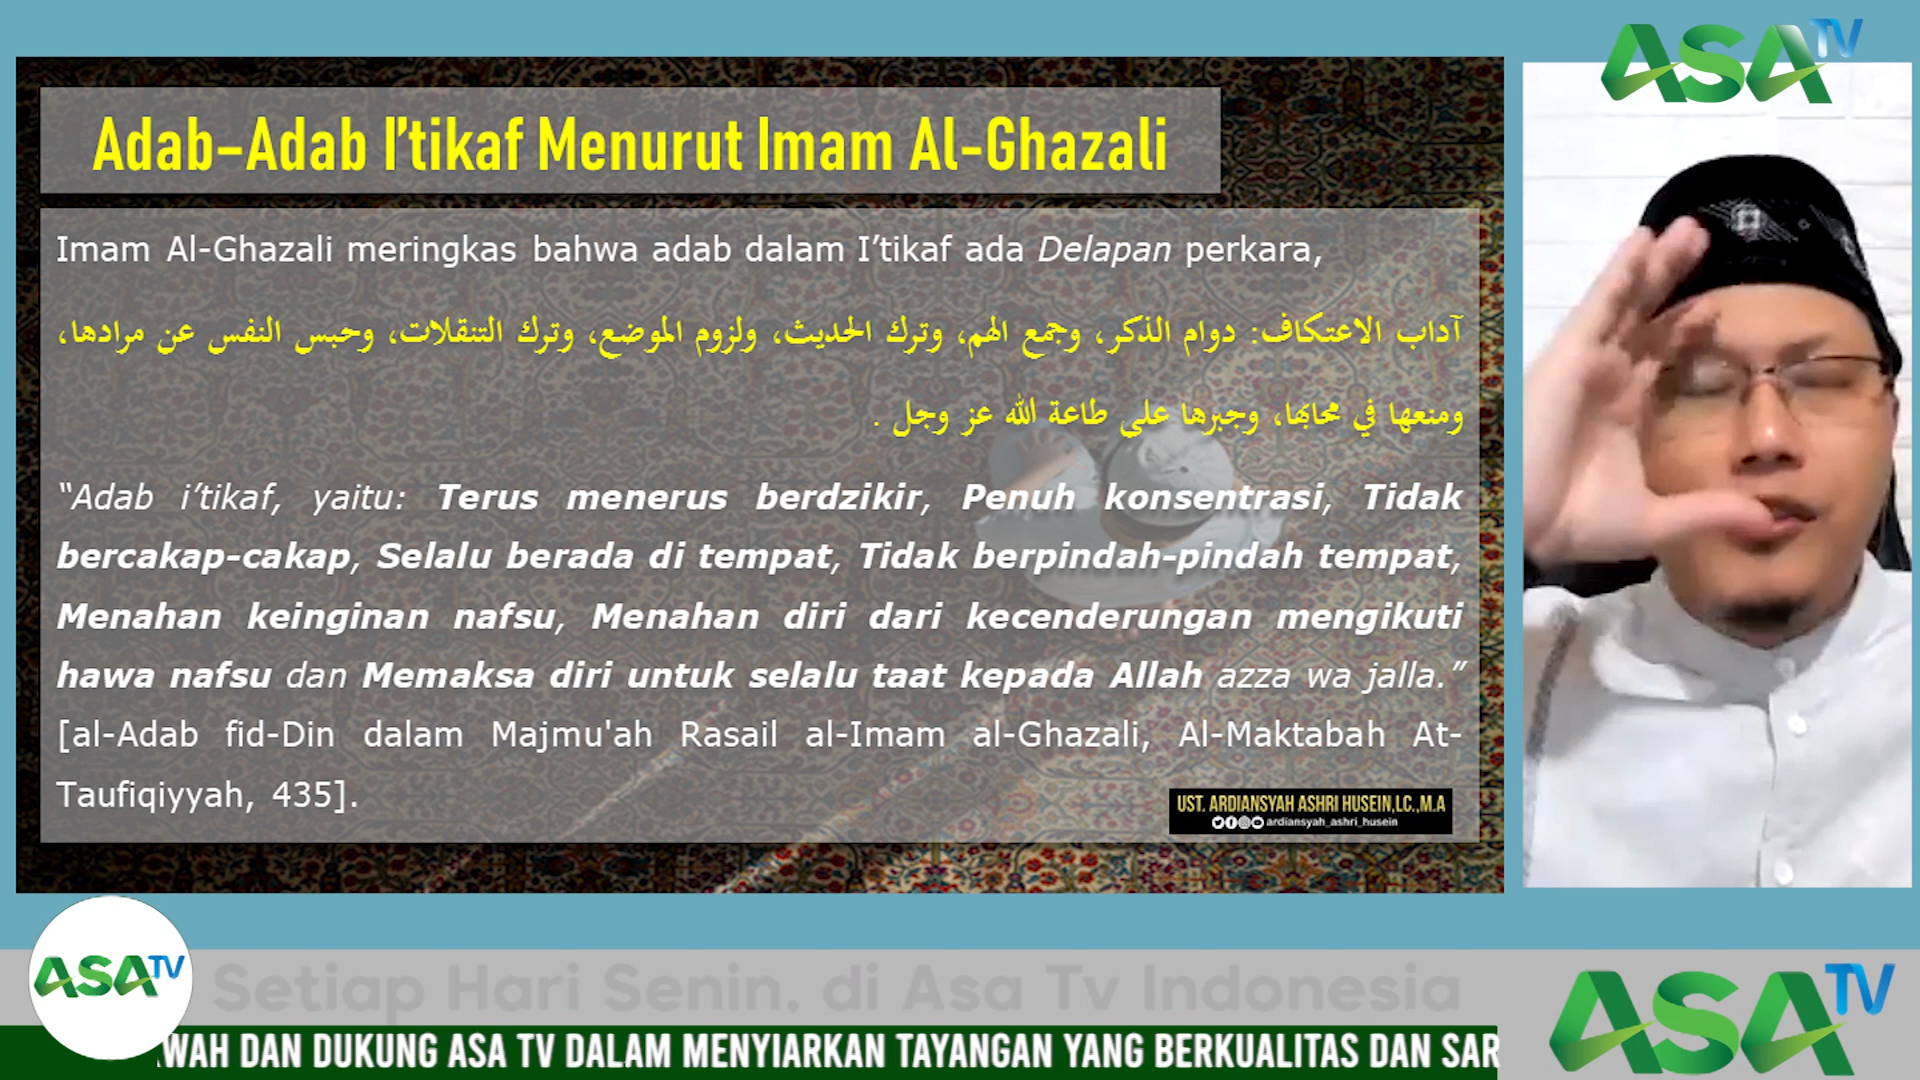 ASA TV
Adab-Adab I'tikaf Menurut Imam Al-Ghazali
Imam Al-Ghazali meringkas bahwa adab dalam I’tikaf ada Delapan perkara,
آداب الاعتكاف: دوام الذكر، وجمع الهم، وترك الحديث، ولزوم الموضع، وترك التنقلات، وحبس النفس عن مرادها،
ومنعها في محابها، وجبرها على طاعة الله عز وجل .
“Adab i’tikaf, yaitu: Terus menerus berdzikir, Penuh konsentrasi, Tidak
bercakap-cakap, Selalu berada di tempat, Tidak berpindah-pindah tempat,
Menahan keinginan nafsu, Menahan diri dari kecenderungan mengikuti
hawa nafsu dan Memaksa diri untuk selalu taat kepada Allah azza wa jalla.”
[al-Adab fid-Din dalam Majmu'ah Rasail al-Imam al-Ghazali, Al-Maktabah At-
Taufiqiyyah, 435].
UST. ARDIANSYAH ASHRI HUSEIN,LC.,M.A
ardiansyah_ashri_husein
ASA TV
Setiap Hari Senin, di Asa Tv Indonesia
ASA TV
WAH DAN DUKUNG ASA TV DALAM MENYIARKAN TAYANGAN YANG BERKUALITAS DAN SAR